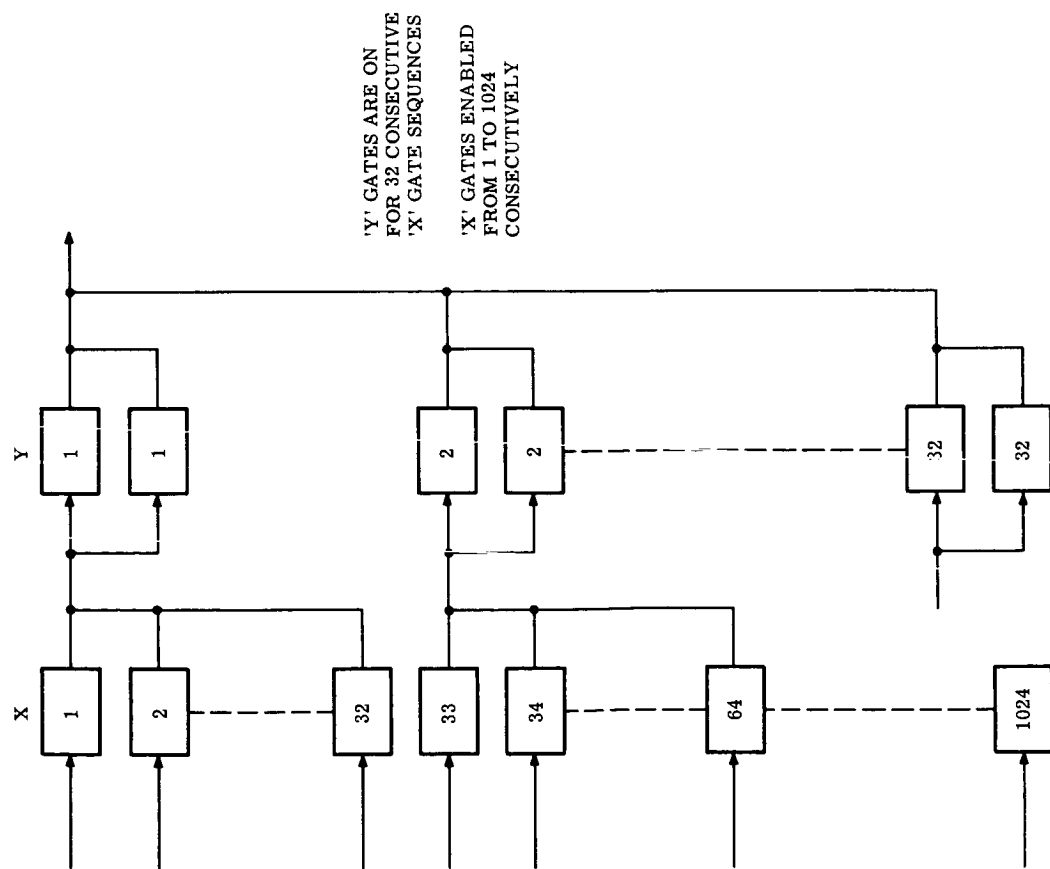 X
Y
1
1
2
1
32
33
2
34
2
64
32
1024
32
'Y' GATES ARE ON
FOR 32 CONSECUTIVE
'X' GATE SEQUENCES
'X' GATES ENABLED
FROM 1 TO 1024
CONSECUTIVELY